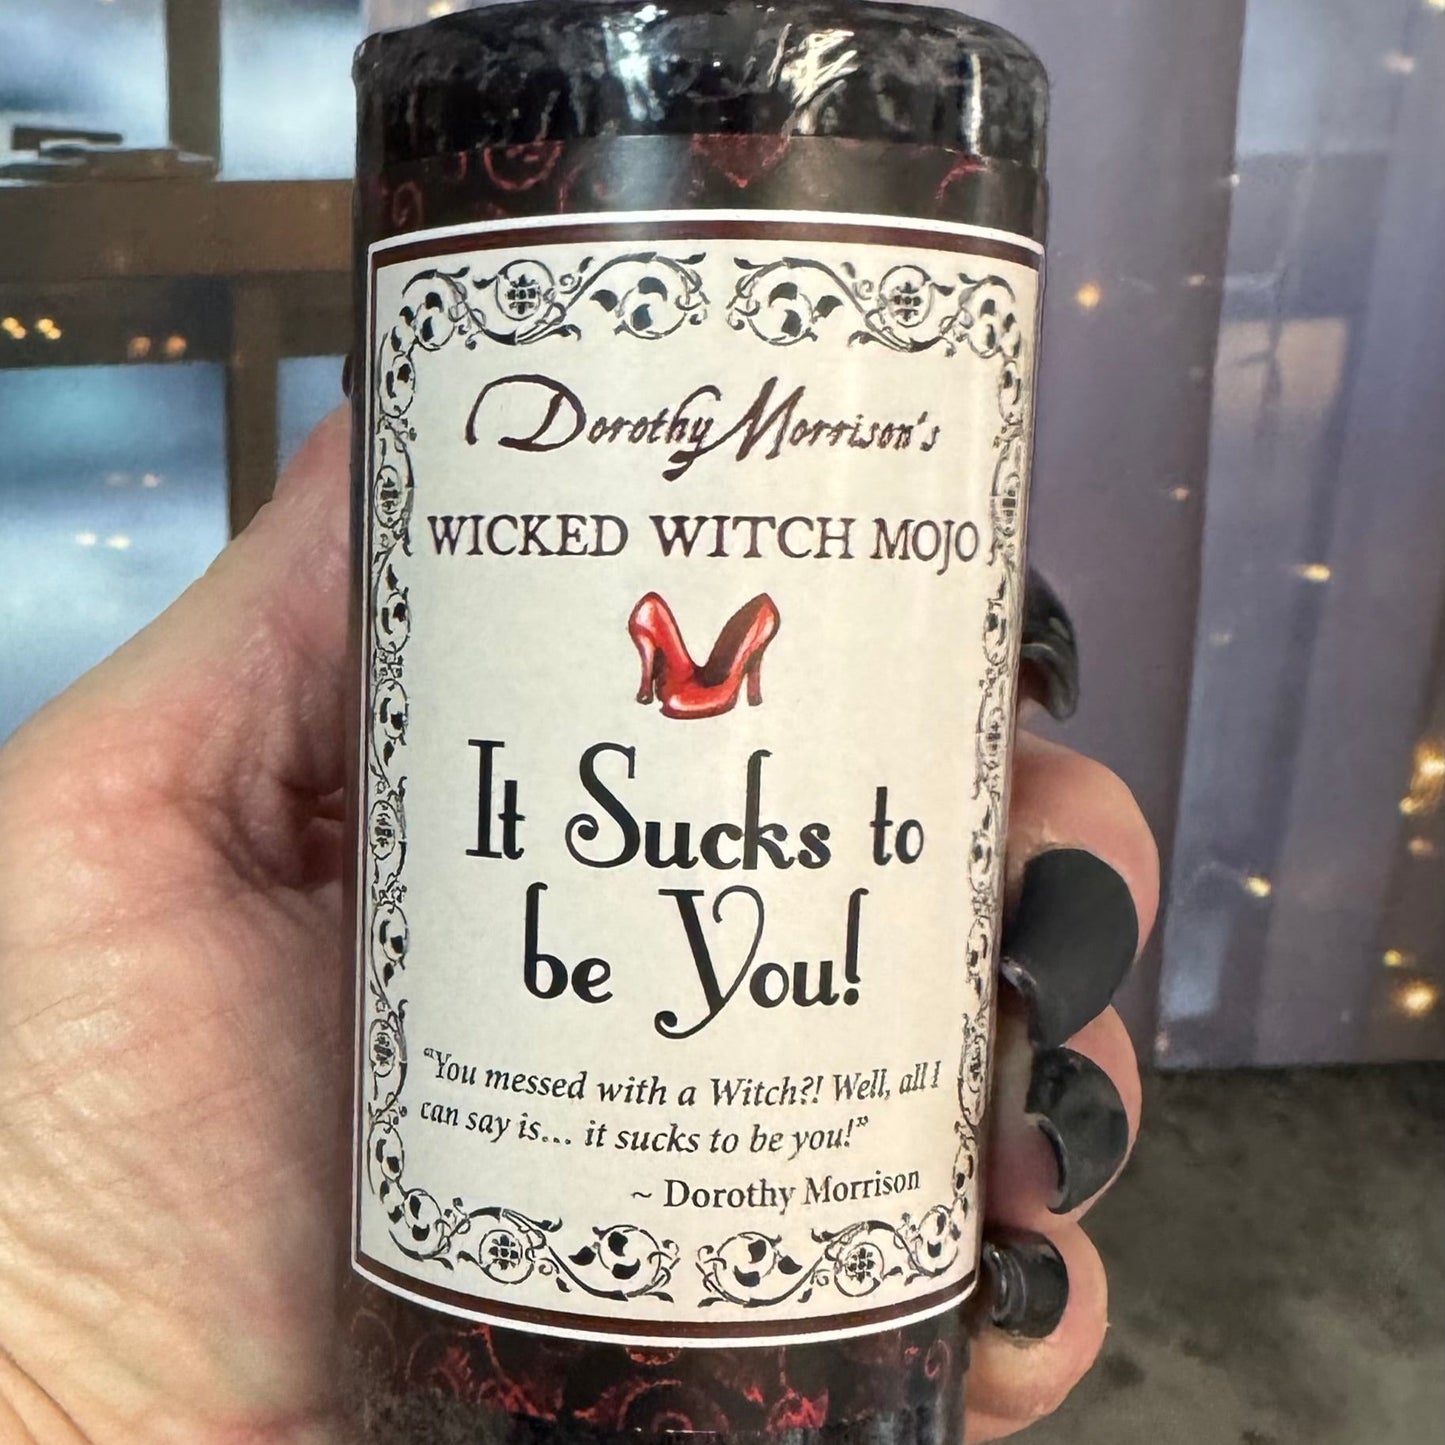 Dorothy Morrison's
WICKED WITCH MOJO
It Sucks to
be You!
"You messed with a Witch?! Well, all I
can say is... it sucks to be you!"
~ Dorothy Morrison